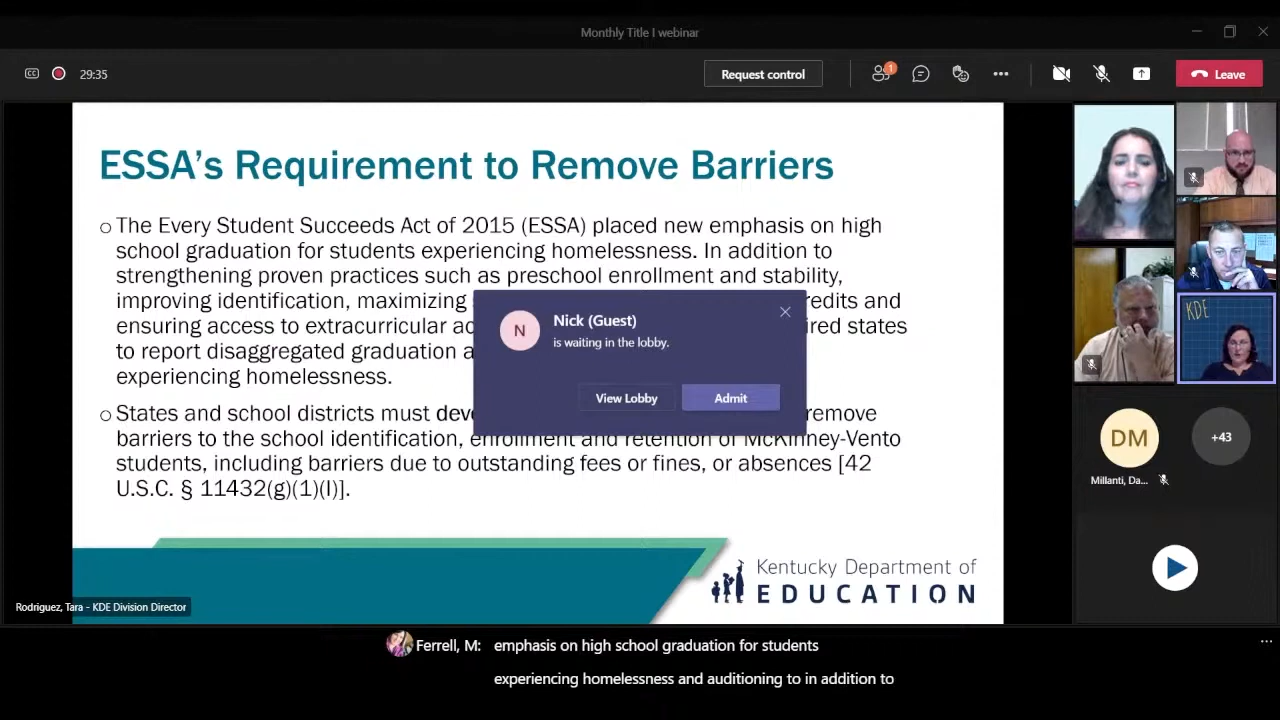 Monthly Title I webinar
CC
29:35
Request control
1
Leave
ESSA's Requirement to Remove Barriers
The Every Student Succeeds Act of 2015 (ESSA) placed new emphasis on high
school graduation for students experiencing homelessness. In addition to
strengthening proven practices such as preschool enrollment and stability,
improving identification, maximizing redits and
ensuring access to extracurricular ac ired states
to report disaggregated graduation a
experiencing homelessness.
States and school districts must deve remove
barriers to the school identification, enrollment and retention of McKinney-Vento
students, including barriers due to outstanding fees or fines, or absences [42
U.S.C. § 11432(g)(1)(I)].
N
Nick (Guest)
is waiting in the lobby.
View Lobby
Admit
Kentucky Department of
EDUCATION
Rodriguez, Tara - KDE Division Director
KDE
DM
+43
Millanti, Da...
Ferrell, M: emphasis on high school graduation for students
experiencing homelessness and auditioning to in addition to